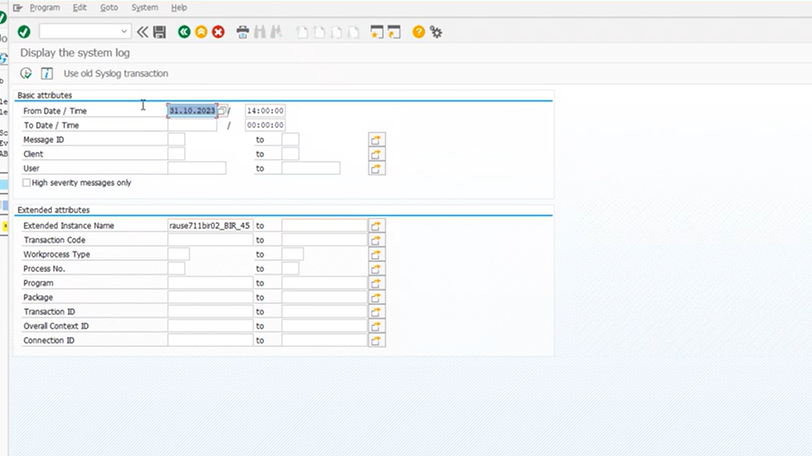 Program Edit Goto System Help
Display the system log
Use old Syslog transaction
Basic attributes
From Date / Time 31.10.2023 / 14:00:00
To Date / Time / 00:00:00
Message ID to
Client to
User to
High severity messages only
Extended attributes
Extended Instance Name rause711bir02_BIR_45 to
Transaction Code to
Workprocess Type to
Process No. to
Program to
Package to
Transaction ID to
Overall Context ID to
Connection ID to